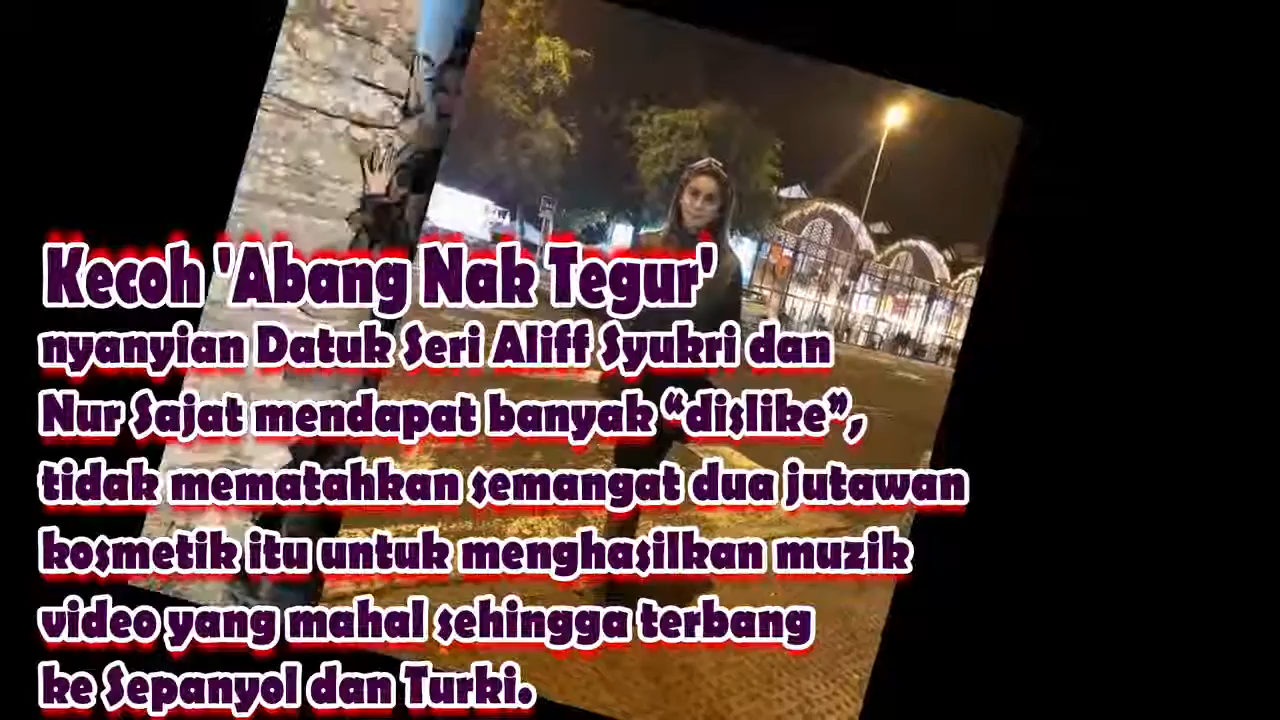 Kecoh 'Abang Nak Tegur'
nyanyian Datuk Seri Aliff Syukri dan
Nur Sajat mendapat banyak “dislike”,
tidak mematahkan semangat dua jutawan
kosmetik itu untuk menghasilkan muzik
video yang mahal sehingga terbang
ke Sepanyol dan Turki.